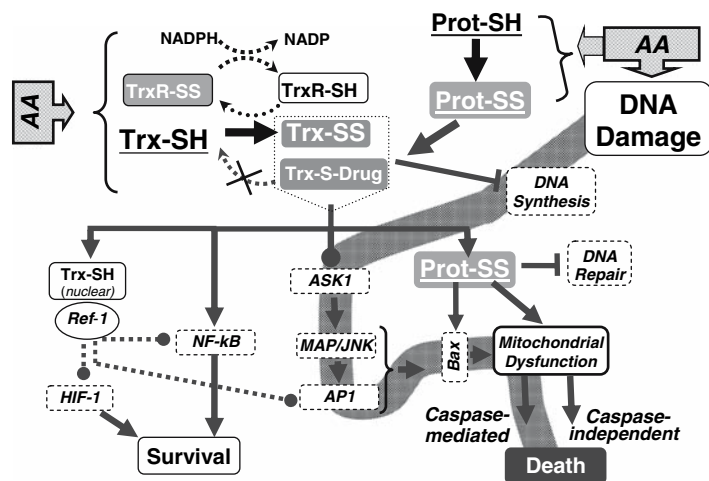 NADPH
NADP
Prot-SH
AA
TrxR-SS
TrxR-SH
Prot-SS
DNA
Damage
AA
Trx-SH
Trx-SS
Trx-S-Drug
DNA
Synthesis
Trx-SH
(nuclear)
Ref-1
ASK1
Prot-SS
DNA
Repair
NF-kB
MAP/JNK
Bax
Mitochondrial
Dysfunction
HIF-1
AP1
Caspase-
mediated
Caspase-
independent
Survival
Death